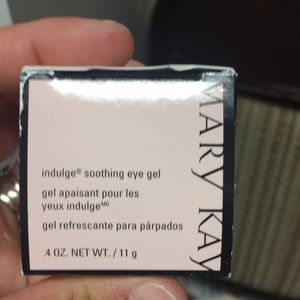 indulge® soothing eye gel
gel apaisant pour les
yeux indulgeᴹᴰ
gel refrescante para párpados
.4 OZ. NET WT. / 11 g
MARY KAY